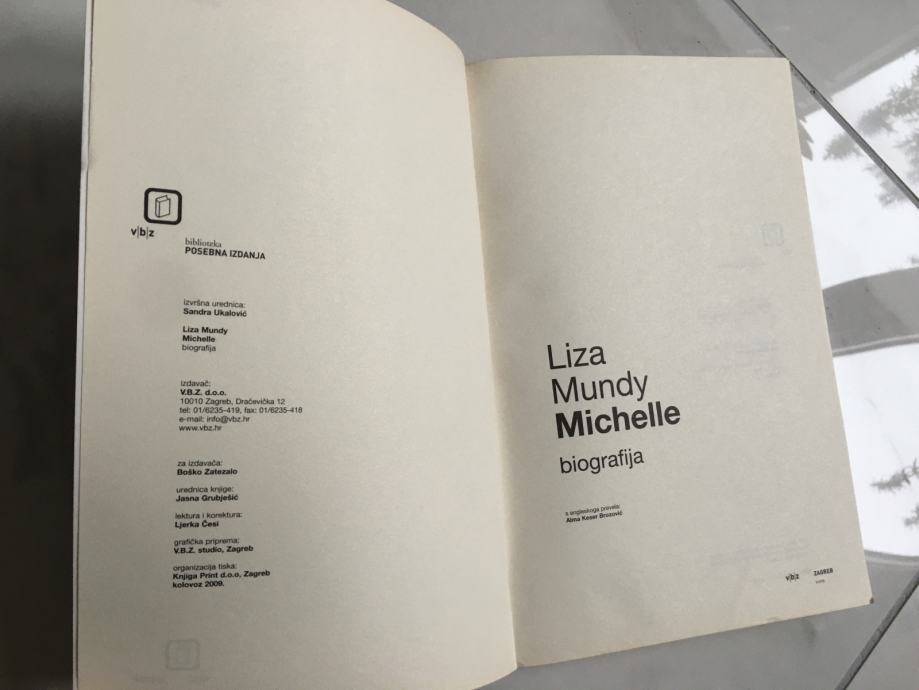 v|b|z
biblioteka
POSEBNA IZDANJA
izvršna urednica:
Sandra Ukalović
Liza Mundy
Michelle
biografija
izdavač:
V.B.Z. d.o.o.
10010 Zagreb, Dračevička 12
tel: 01/6235-419, fax: 01/6235-418
e-mail: info@vbz.hr
www.vbz.hr
za izdavača:
Boško Zatezalo
urednica knjige:
Jasna Grubješić
lektura i korektura:
Ljerka Česi
grafička priprema:
V.B.Z. studio, Zagreb
organizacija tiska:
Knjiga Print d.o.o, Zagreb
kolovoz 2009.
Liza
Mundy
Michelle
biografija
s engleskoga prevela:
Alma Keser Brozović
v|b|z ZAGREB